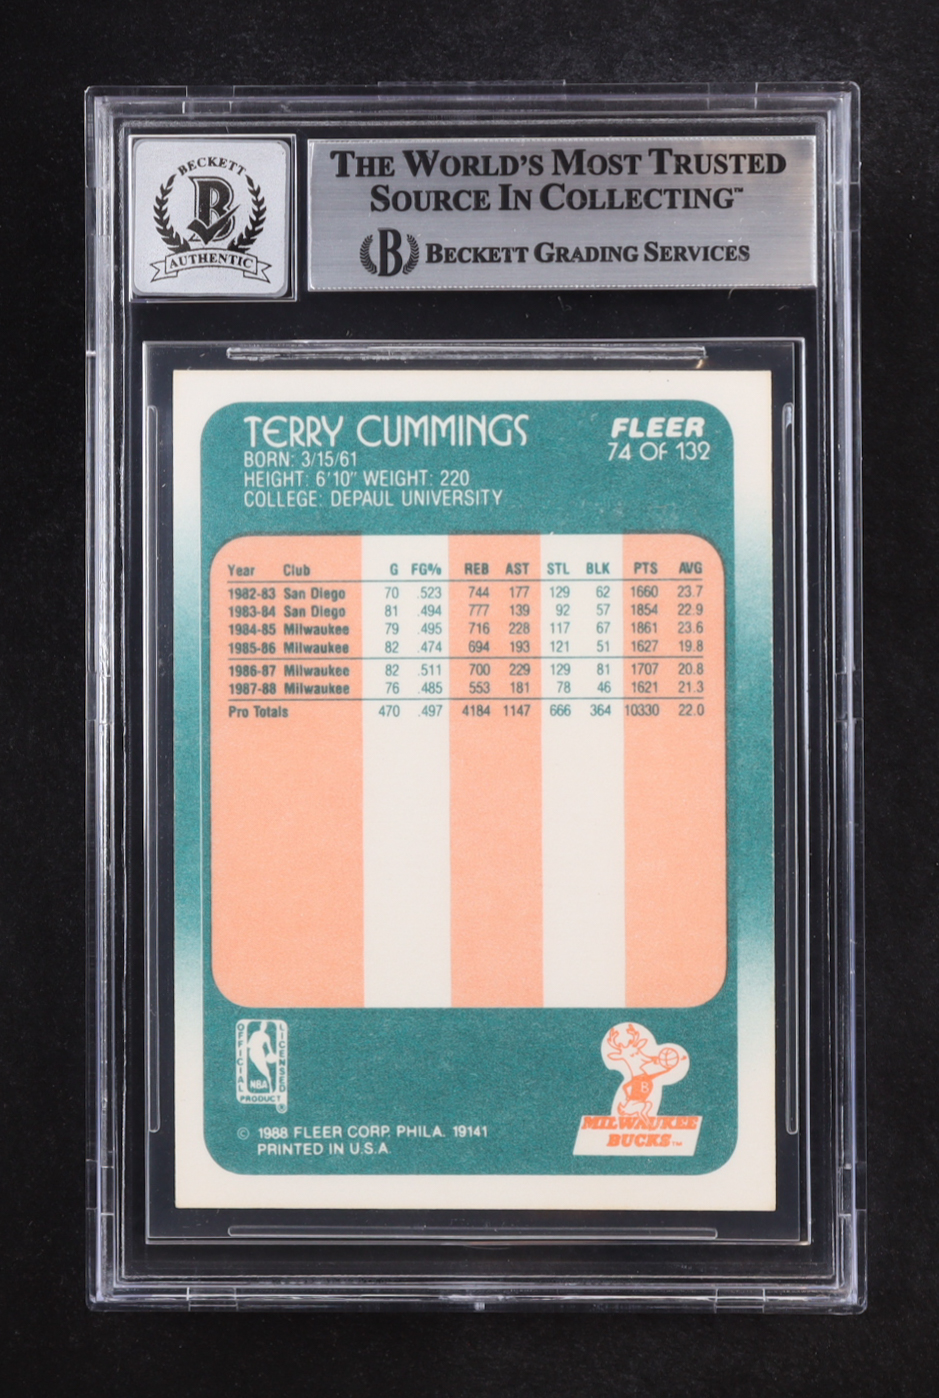 BECKETT
B
AUTHENTIC
THE WORLD'S MOST TRUSTED
SOURCE IN COLLECTING™
B BECKETT GRADING SERVICES
TERRY CUMMINGS
BORN: 3/15/61
HEIGHT: 6'10" WEIGHT: 220
COLLEGE: DEPAUL UNIVERSITY
FLEER
74 OF 132
Year Club G FG% REB AST STL BLK PTS AVG
1982-83 San Diego 70 .523 744 177 129 62 1660 23.7
1983-84 San Diego 81 .494 777 139 92 57 1854 22.9
1984-85 Milwaukee 79 .495 716 228 117 67 1861 23.6
1985-86 Milwaukee 82 .474 694 193 121 51 1627 19.8
1986-87 Milwaukee 82 .511 700 229 129 81 1707 20.8
1987-88 Milwaukee 76 .485 553 181 78 46 1621 21.3
Pro Totals 470 .497 4184 1147 666 364 10330 22.0
OFFICIAL
LICENSED
NBA
PRODUCT ®
B
MILWAUKEE
BUCKS™
© 1988 FLEER CORP. PHILA. 19141
PRINTED IN U.S.A.